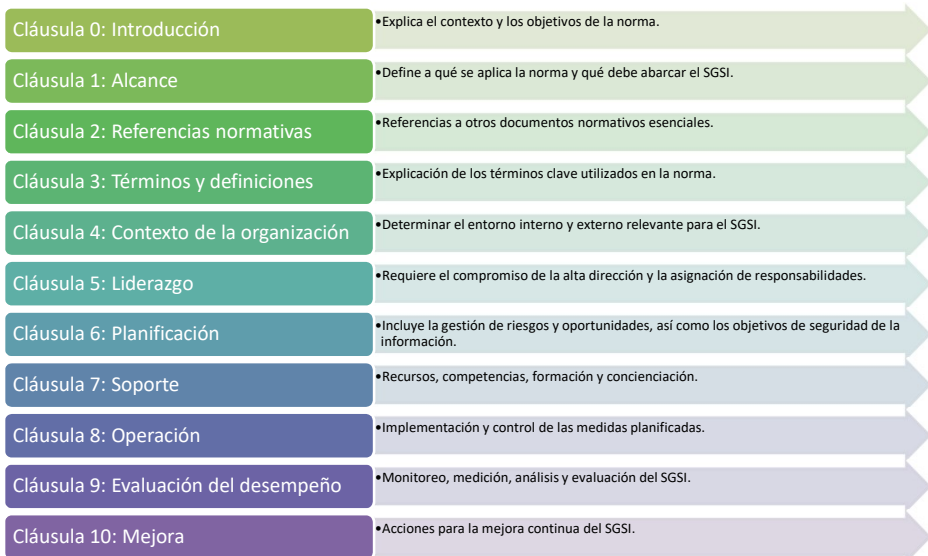 Cláusula 0: Introducción
•Explica el contexto y los objetivos de la norma.
Cláusula 1: Alcance
•Define a qué se aplica la norma y qué debe abarcar el SGSI.
Cláusula 2: Referencias normativas
•Referencias a otros documentos normativos esenciales.
Cláusula 3: Términos y definiciones
•Explicación de los términos clave utilizados en la norma.
Cláusula 4: Contexto de la organización
•Determinar el entorno interno y externo relevante para el SGSI.
Cláusula 5: Liderazgo
•Requiere el compromiso de la alta dirección y la asignación de responsabilidades.
Cláusula 6: Planificación
•Incluye la gestión de riesgos y oportunidades, así como los objetivos de seguridad de la
información.
Cláusula 7: Soporte
•Recursos, competencias, formación y concienciación.
Cláusula 8: Operación
•Implementación y control de las medidas planificadas.
Cláusula 9: Evaluación del desempeño
•Monitoreo, medición, análisis y evaluación del SGSI.
Cláusula 10: Mejora
•Acciones para la mejora continua del SGSI.